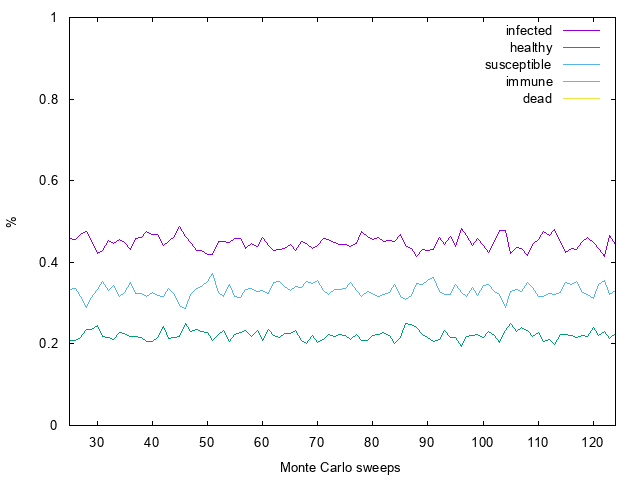 1
0.8
0.6
0.4
0.2
0
%
infected
healthy
susceptible
immune
dead
30 40 50 60 70 80 90 100 110 120
Monte Carlo sweeps